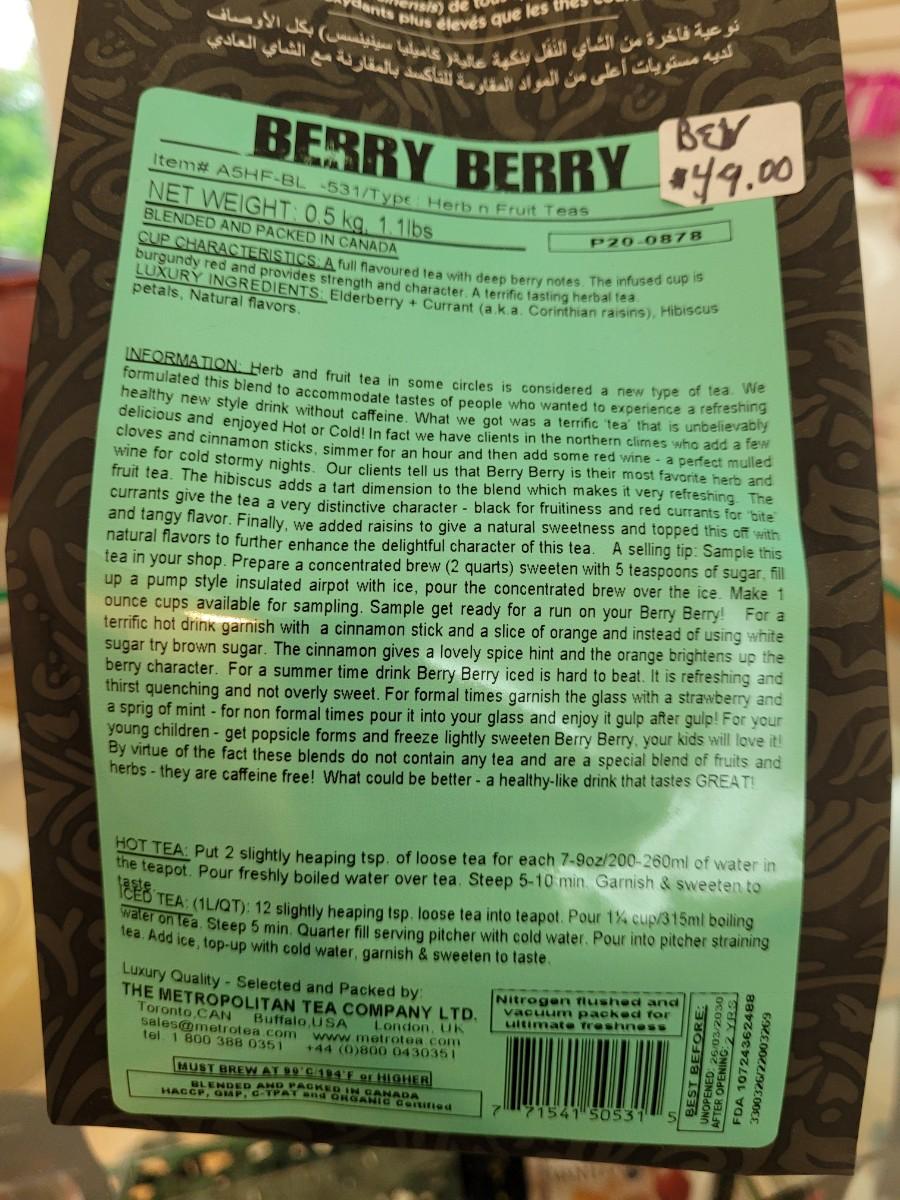 ydants plus élevés que les thés
نوعية فاخرة من الشاي النَفَل بنكهة عالية( كاميليا سينينسس) بكل الأوصاف
لديه مستويات أعلى من المواد المقاومة للتأكسد بالمقارنة مع الشاي العادي
BERRY BERRY
BEW
$49.00
Item# A5HF-BL -531/Type: Herb n Fruit Teas
NET WEIGHT: 0.5 kg, 1.1lbs
P20-0878
BLENDED AND PACKED IN CANADA
CUP CHARACTERISTICS: A full flavoured tea with deep berry notes. The infused cup is
burgundy red and provides strength and character. A terrific tasting herbal tea.
LUXURY INGREDIENTS: Elderberry + Currant (a.k.a. Corinthian raisins), Hibiscus
petals, Natural flavors.
INFORMATION: Herb and fruit tea in some circles is considered a new type of tea. We
formulated this blend to accommodate tastes of people who wanted to experience a refreshing
healthy new style drink without caffeine. What we got was a terrific 'tea' that is unbelievably
delicious and enjoyed Hot or Cold! In fact we have clients in the northern climes who add a few
cloves and cinnamon sticks, simmer for an hour and then add some red wine - a perfect mulled
wine for cold stormy nights. Our clients tell us that Berry Berry is their most favorite herb and
fruit tea. The hibiscus adds a tart dimension to the blend which makes it very refreshing. The
currants give the tea a very distinctive character - black for fruitiness and red currants for 'bite'
and tangy flavor. Finally, we added raisins to give a natural sweetness and topped this off with
natural flavors to further enhance the delightful character of this tea. A selling tip: Sample this
tea in your shop. Prepare a concentrated brew (2 quarts) sweeten with 5 teaspoons of sugar, fill
up a pump style insulated airpot with ice, pour the concentrated brew over the ice. Make 1
ounce cups available for sampling. Sample get ready for a run on your Berry Berry! For a
terrific hot drink garnish with a cinnamon stick and a slice of orange and instead of using white
sugar try brown sugar. The cinnamon gives a lovely spice hint and the orange brightens up the
berry character. For a summer time drink Berry Berry iced is hard to beat. It is refreshing and
thirst quenching and not overly sweet. For formal times garnish the glass with a strawberry and
a sprig of mint - for non formal times pour it into your glass and enjoy it gulp after gulp! For your
young children - get popsicle forms and freeze lightly sweeten Berry Berry, your kids will love it!
By virtue of the fact these blends do not contain any tea and are a special blend of fruits and
herbs - they are caffeine free! What could be better - a healthy-like drink that tastes GREAT!
HOT TEA: Put 2 slightly heaping tsp. of loose tea for each 7-9oz/200-260ml of water in
the teapot. Pour freshly boiled water over tea. Steep 5-10 min. Garnish & sweeten to
taste.
ICED TEA: (1L/QT): 12 slightly heaping tsp. loose tea into teapot. Pour 1¼ cup/315ml boiling
water on tea. Steep 5 min. Quarter fill serving pitcher with cold water. Pour into pitcher straining
tea. Add ice, top-up with cold water, garnish & sweeten to taste.
Luxury Quality - Selected and Packed by:
THE METROPOLITAN TEA COMPANY LTD.
Toronto,CAN Buffalo,USA London, UK
sales@metrotea.com www.metrotea.com
tel. 1 800 388 0351 +44 (0)800 0430351
MUST BREW AT 90°C/194°F or HIGHER
BLENDED AND PACKED IN CANADA
HACCP, GMP, C-TPAT and ORGANIC Certified
Nitrogen flushed and
vacuum packed for
ultimate freshness
7 71541 50531 5
BEST BEFORE:
UNOPENED: 26/03/2030
AFTER OPENING: 2 YRS.
FDA 10724362488
3300326/22003269